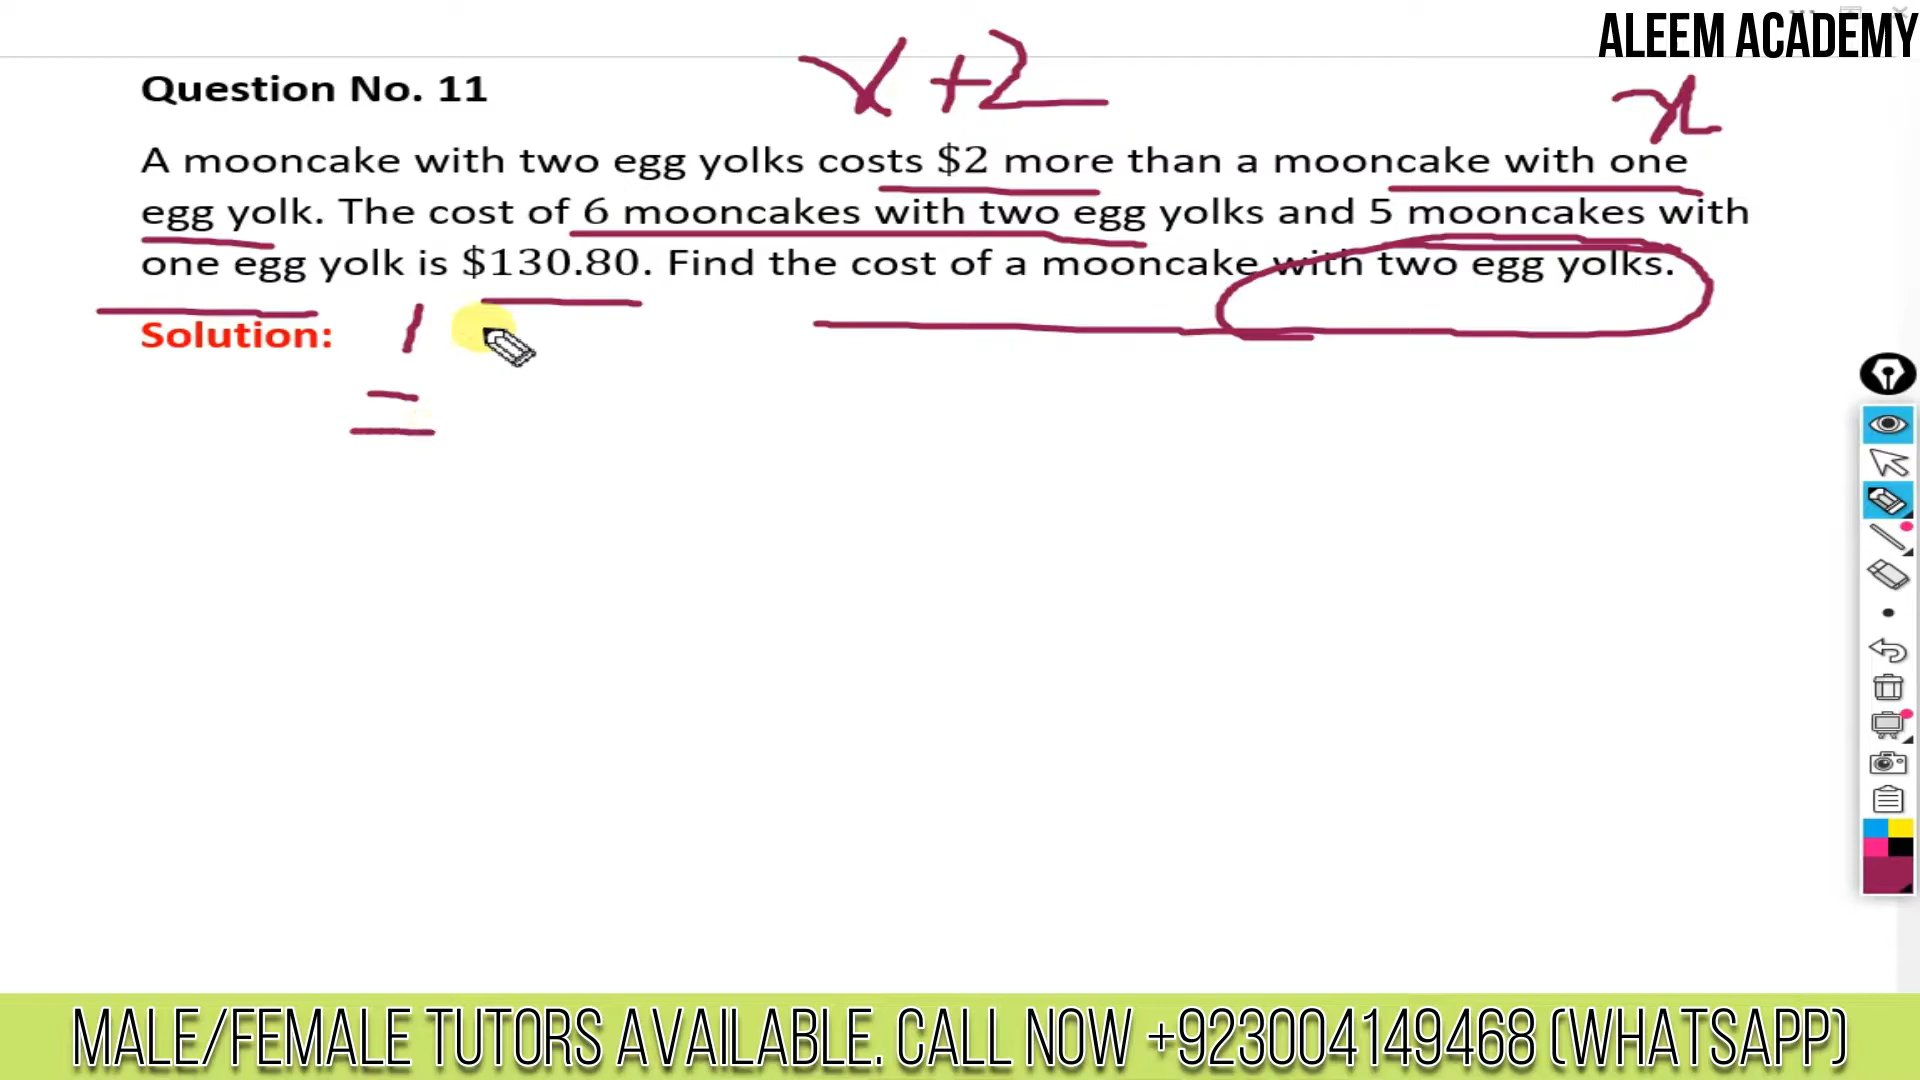 ALEEM ACADEMY
x+2
x
Question No. 11
A mooncake with two egg yolks costs $2 more than a mooncake with one
egg yolk. The cost of 6 mooncakes with two egg yolks and 5 mooncakes with
one egg yolk is $130.80. Find the cost of a mooncake with two egg yolks.
Solution: 1
=
MALE/FEMALE TUTORS AVAILABLE. CALL NOW +923004149468 (WHATSAPP)